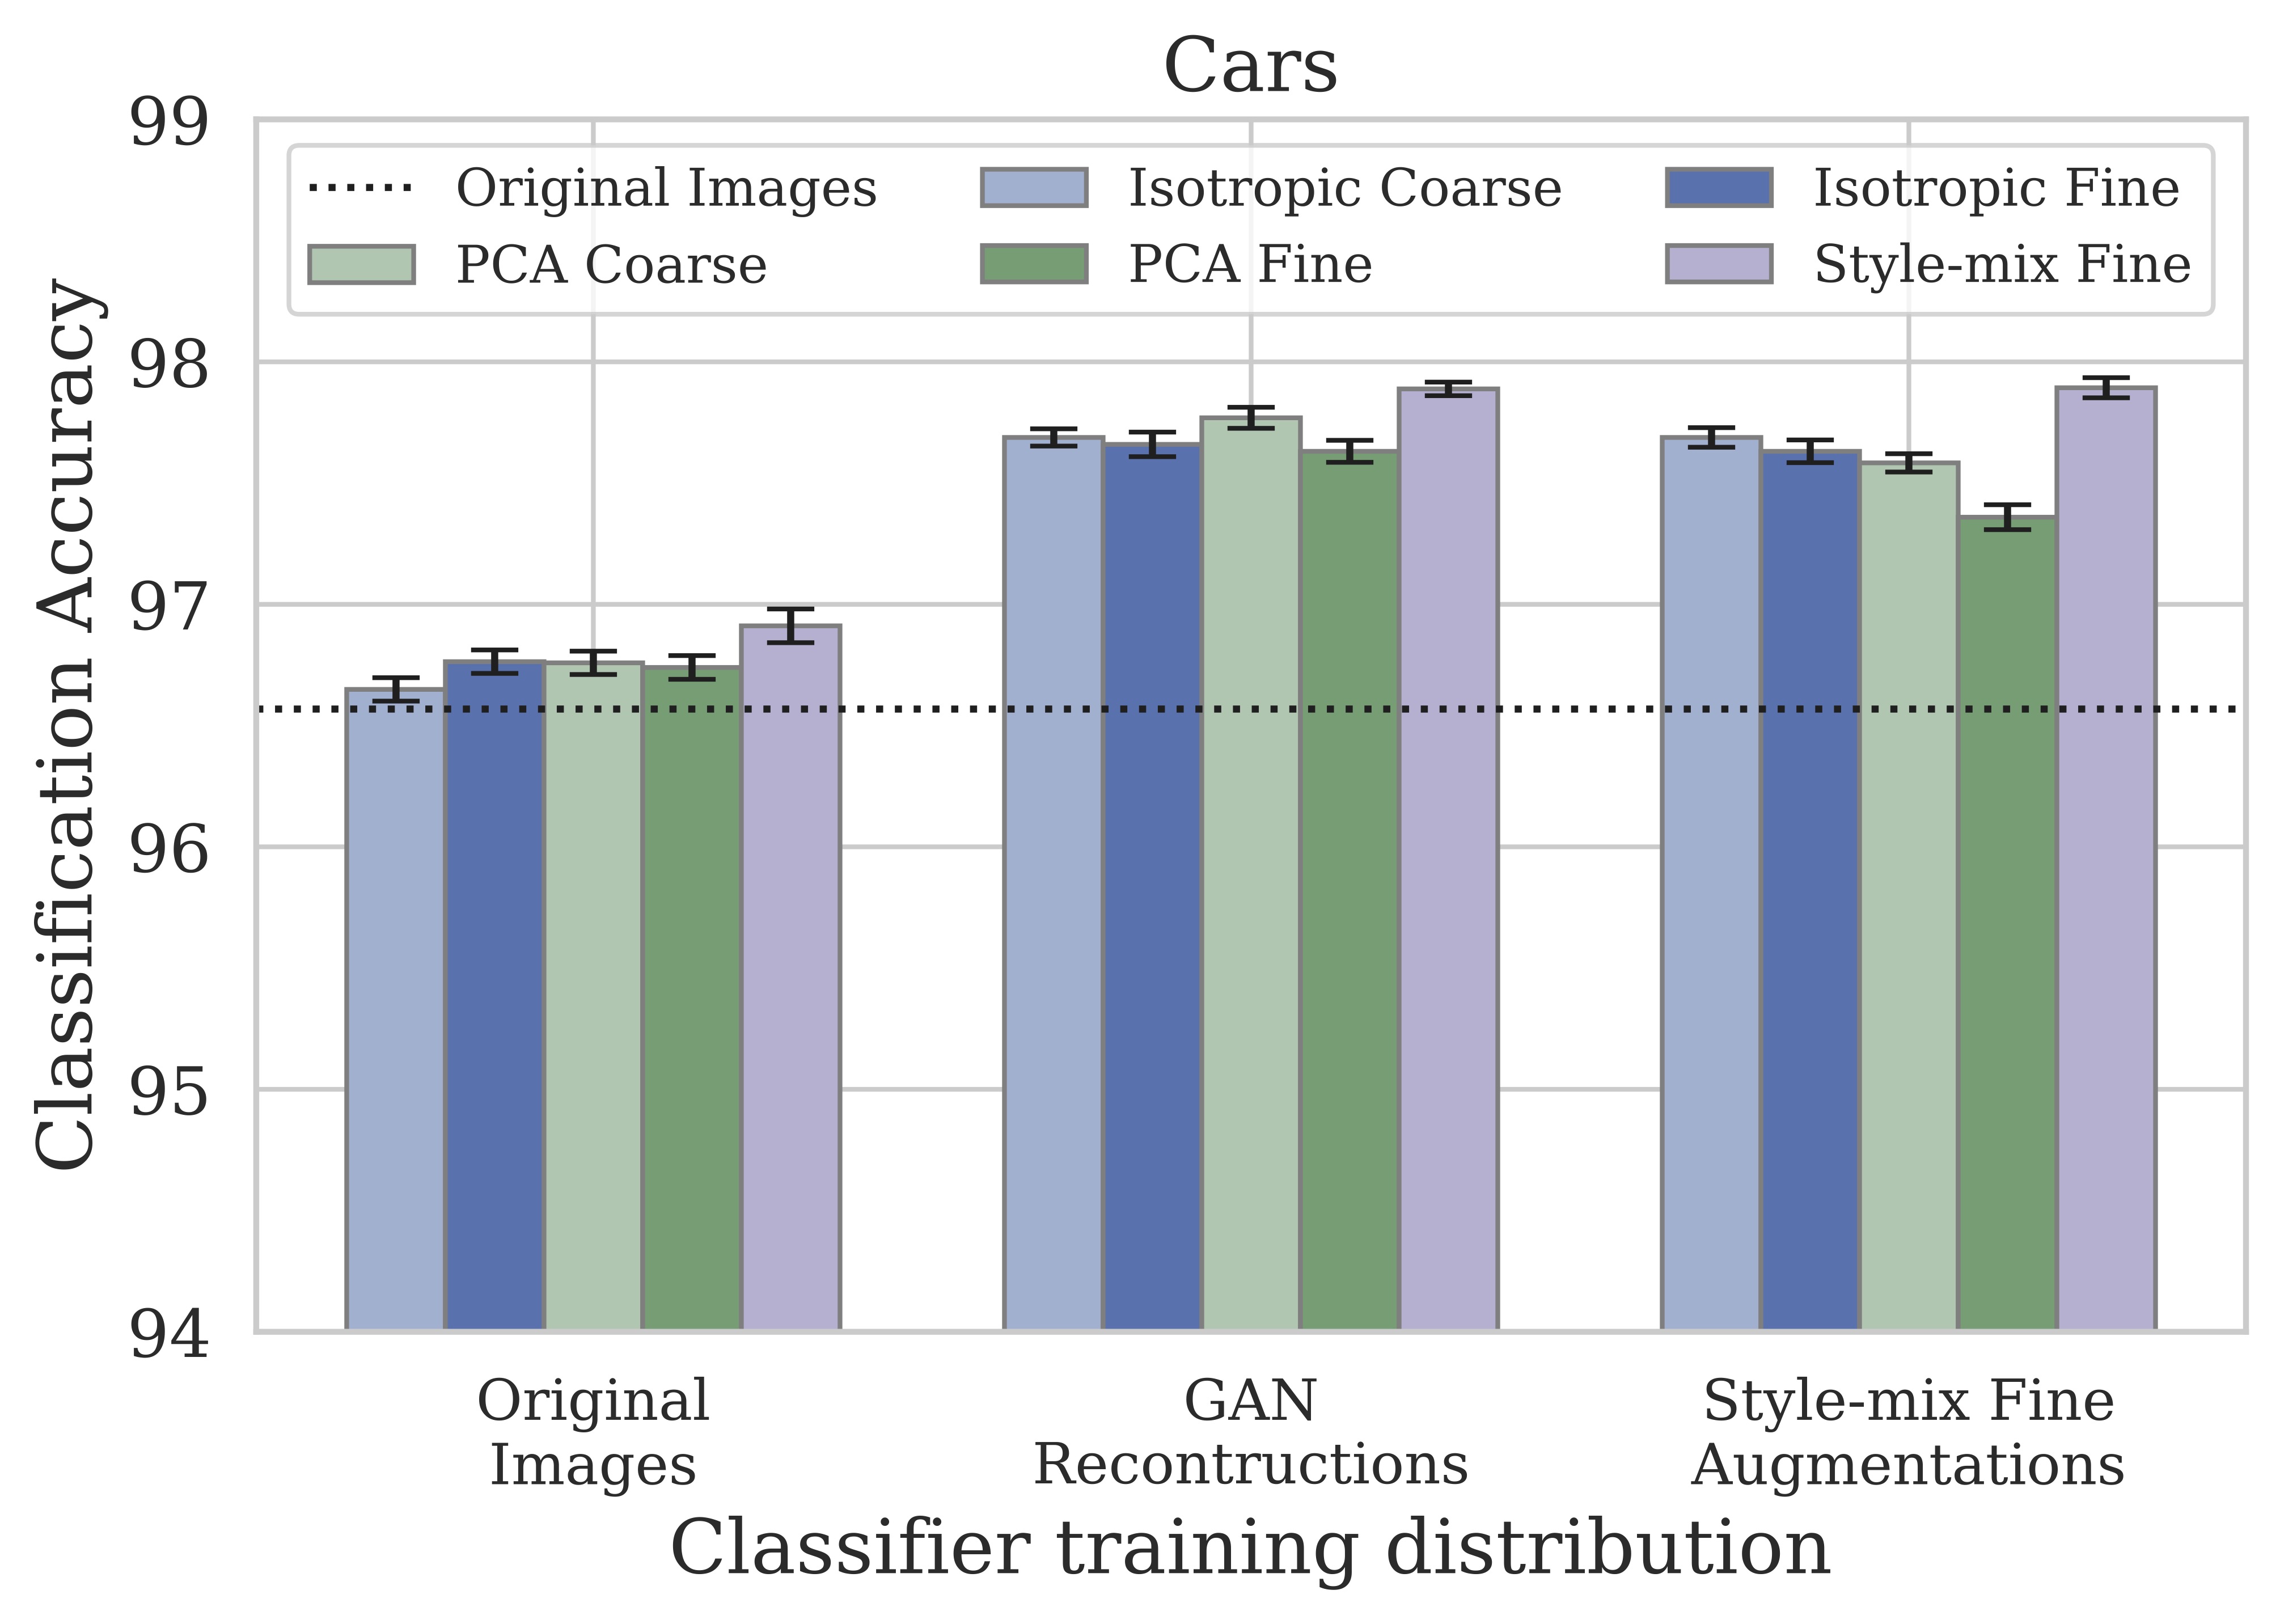 Cars
99
98
97
96
95
94
Classification Accuracy
Original Images
Isotropic Coarse
Isotropic Fine
PCA Coarse
PCA Fine
Style-mix Fine
Original
Images
GAN
Recontructions
Style-mix Fine
Augmentations
Classifier training distribution